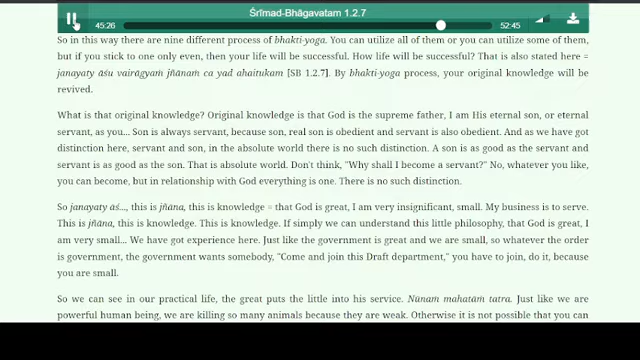 Śrīmad-Bhāgavatam 1.2.7
45:26
52:45
So in this way there are nine different process of bhakti-yoga. You can utilize all of them or you can utilize some of them,
but if you stick to one only even, then your life will be successful. How life will be successful? That is also stated here =
janayaty āśu vairāgyaṁ jñānaṁ ca yad ahaitukam [SB 1.2.7]. By bhakti-yoga process, your original knowledge will be
revived.
What is that original knowledge? Original knowledge is that God is the supreme father, I am His eternal son, or eternal
servant, as you... Son is always servant, because son, real son is obedient and servant is also obedient. And as we have got
distinction here, servant and son, in the absolute world there is no such distinction. A son is as good as the servant and
servant is as good as the son. That is absolute world. Don't think, "Why shall I become a servant?" No, whatever you like,
you can become, but in relationship with God everything is one. There is no such distinction.
So janayaty āś..., this is jñāna, this is knowledge = that God is great, I am very insignificant, small. My business is to serve.
This is jñāna, this is knowledge. This is knowledge. If simply we can understand this little philosophy, that God is great, I
am very small... We have got experience here. Just like the government is great and we are small, so whatever the order
is government, the government wants somebody, "Come and join this Draft department," you have to join, do it, because
you are small.
So we can see in our practical life, the great puts the little into his service. Nūnaṁ mahatāṁ tatra. Just like we are
powerful human being, we are killing so many animals because they are weak. Otherwise it is not possible that you can